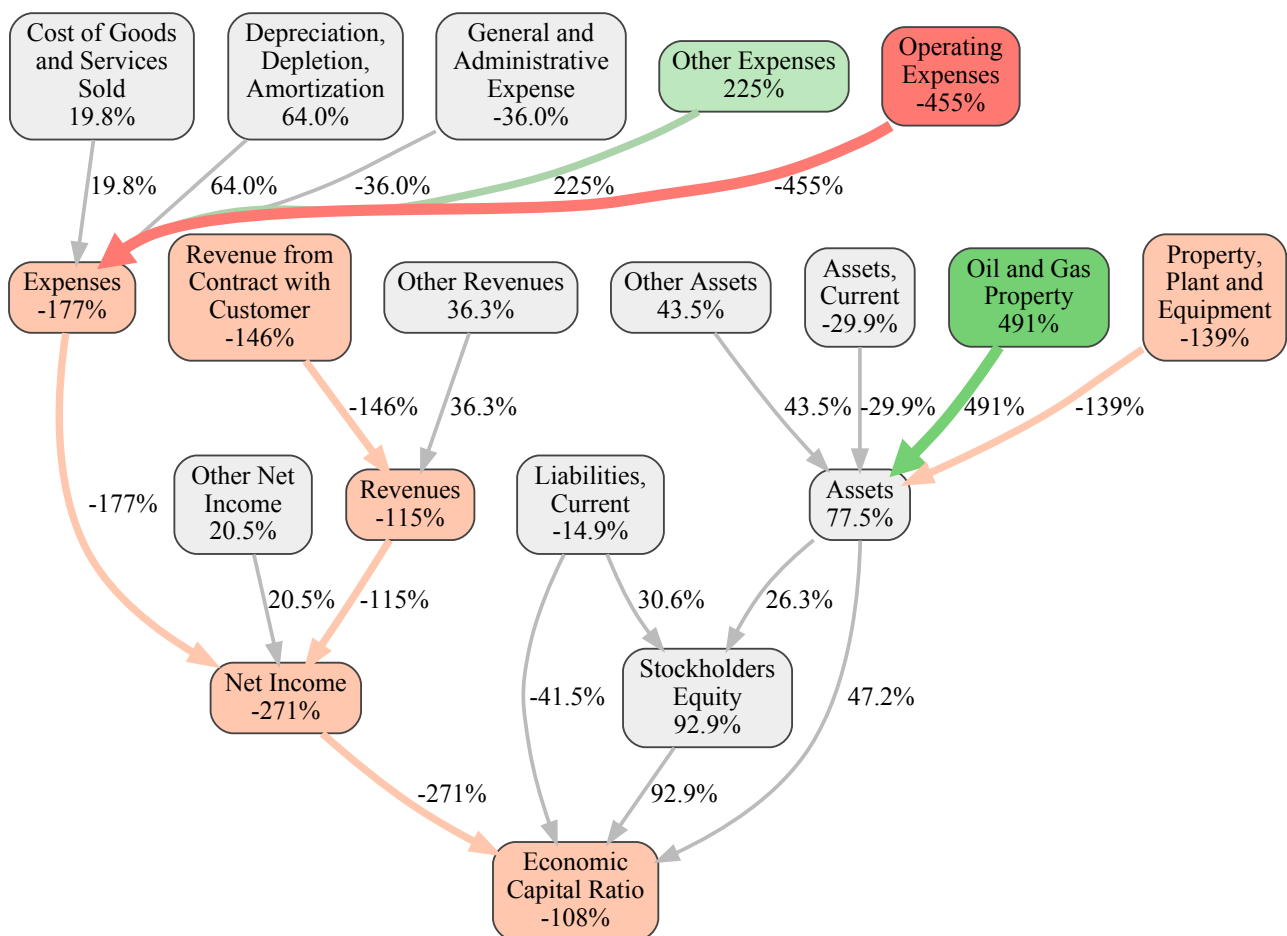 Cost of Goods
and Services
Sold
19.8%
Depreciation,
Depletion,
Amortization
64.0%
General and
Administrative
Expense
-36.0%
Other Expenses
225%
Operating
Expenses
-455%
19.8%
64.0%
-36.0%
225%
-455%
Expenses
-177%
Revenue from
Contract with
Customer
-146%
Other Revenues
36.3%
Other Assets
43.5%
Assets,
Current
-29.9%
Oil and Gas
Property
491%
Property,
Plant and
Equipment
-139%
-146%
36.3%
43.5%
-29.9%
491%
-139%
-177%
Other Net
Income
20.5%
Revenues
-115%
Liabilities,
Current
-14.9%
Assets
77.5%
20.5%
-115%
30.6%
26.3%
Net Income
-271%
-41.5%
Stockholders
Equity
92.9%
47.2%
-271%
92.9%
Economic
Capital Ratio
-108%